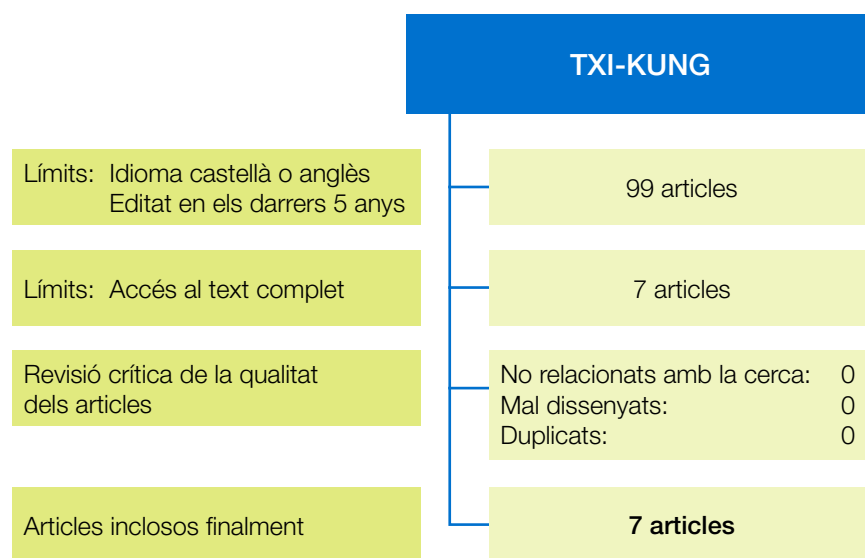 TXI-KUNG
Límits: Idioma castellà o anglès
Editat en els darrers 5 anys
99 articles
Límits: Accés al text complet
7 articles
Revisió crítica de la qualitat
dels articles
No relacionats amb la cerca: 0
Mal dissenyats: 0
Duplicats: 0
Articles inclosos finalment
7 articles